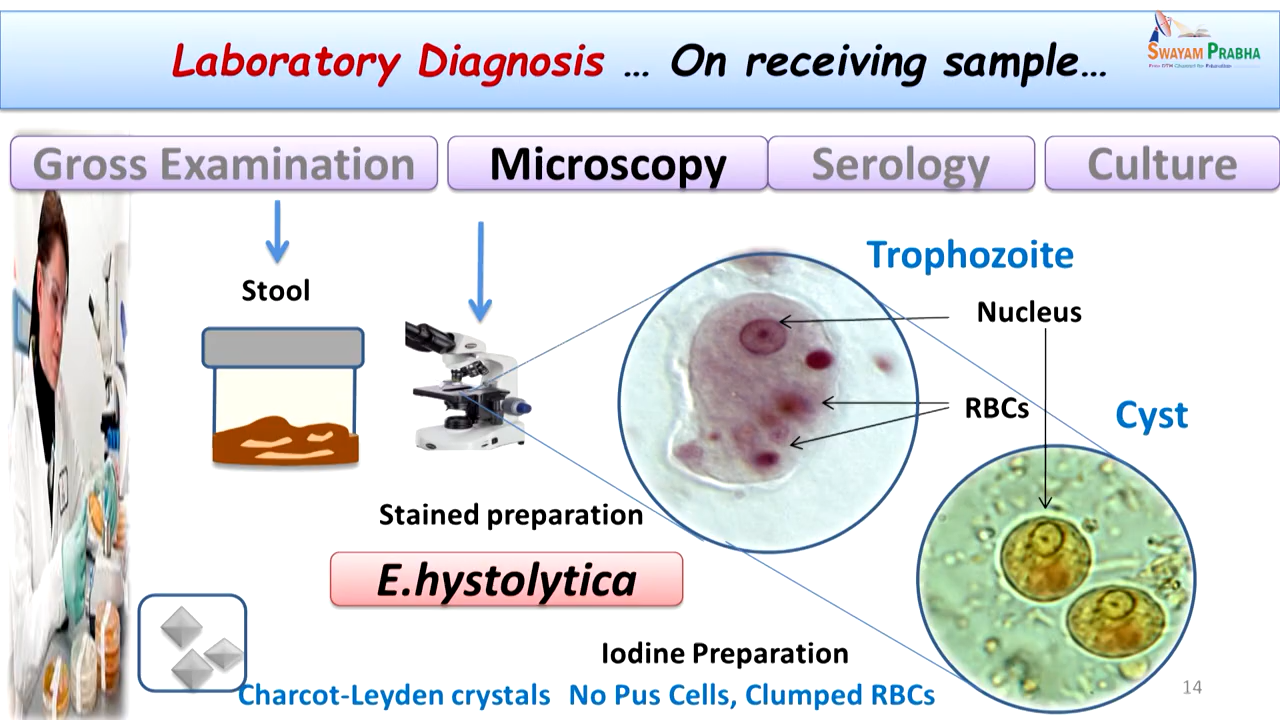 Laboratory Diagnosis ... On receiving sample...
SWAYAM PRABHA
Gross Examination
Microscopy
Serology
Culture
Stool
Trophozoite
Nucleus
RBCs
Cyst
Stained preparation
E.hystolytica
Iodine Preparation
Charcot-Leyden crystals No Pus Cells, Clumped RBCs
14